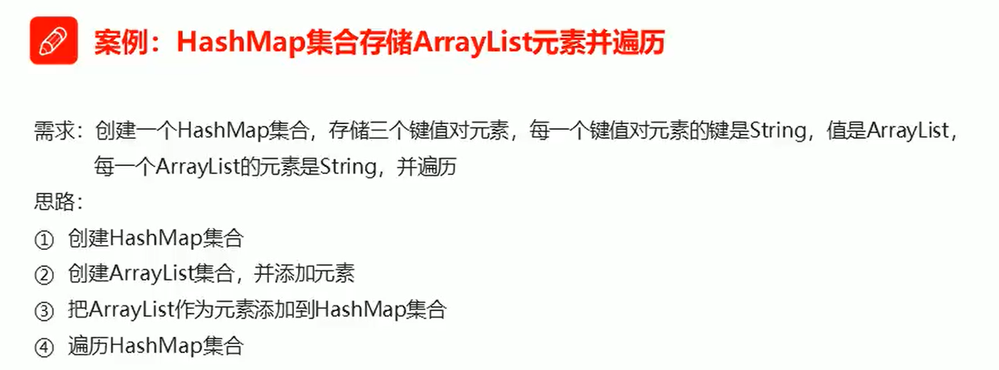 案例：HashMap集合存储ArrayList元素并遍历
需求：创建一个HashMap集合，存储三个键值对元素，每一个键值对元素的键是String，值是ArrayList，
每一个ArrayList的元素是String，并遍历
思路：
① 创建HashMap集合
② 创建ArrayList集合，并添加元素
③ 把ArrayList作为元素添加到HashMap集合
④ 遍历HashMap集合